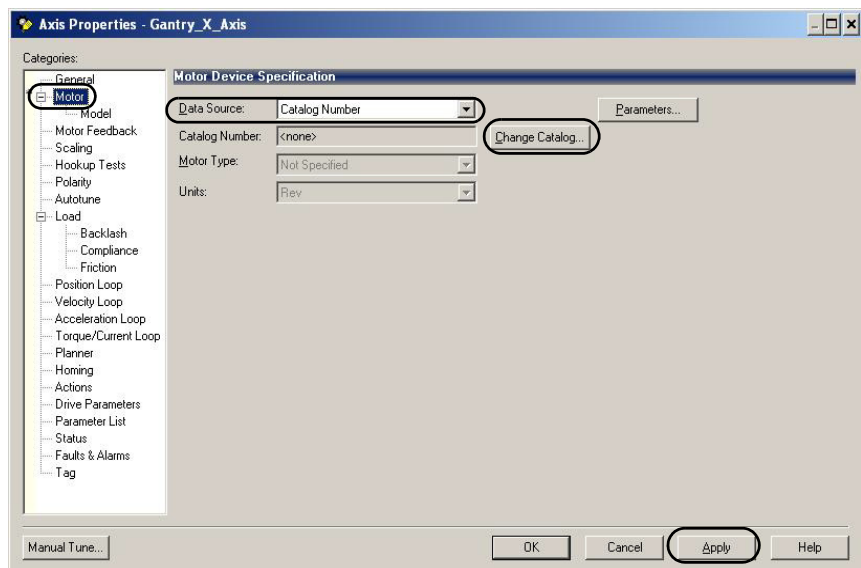 Axis Properties - Gantry_X_Axis
Categories:
General
Motor
Model
Motor Feedback
Scaling
Hookup Tests
Polarity
Autotune
Load
Backlash
Compliance
Friction
Position Loop
Velocity Loop
Acceleration Loop
Torque/Current Loop
Planner
Homing
Actions
Drive Parameters
Parameter List
Status
Faults & Alarms
Tag
Motor Device Specification
Data Source: Catalog Number Parameters...
Catalog Number: <none> Change Catalog...
Motor Type: Not Specified
Units: Rev
Manual Tune... OK Cancel Apply Help